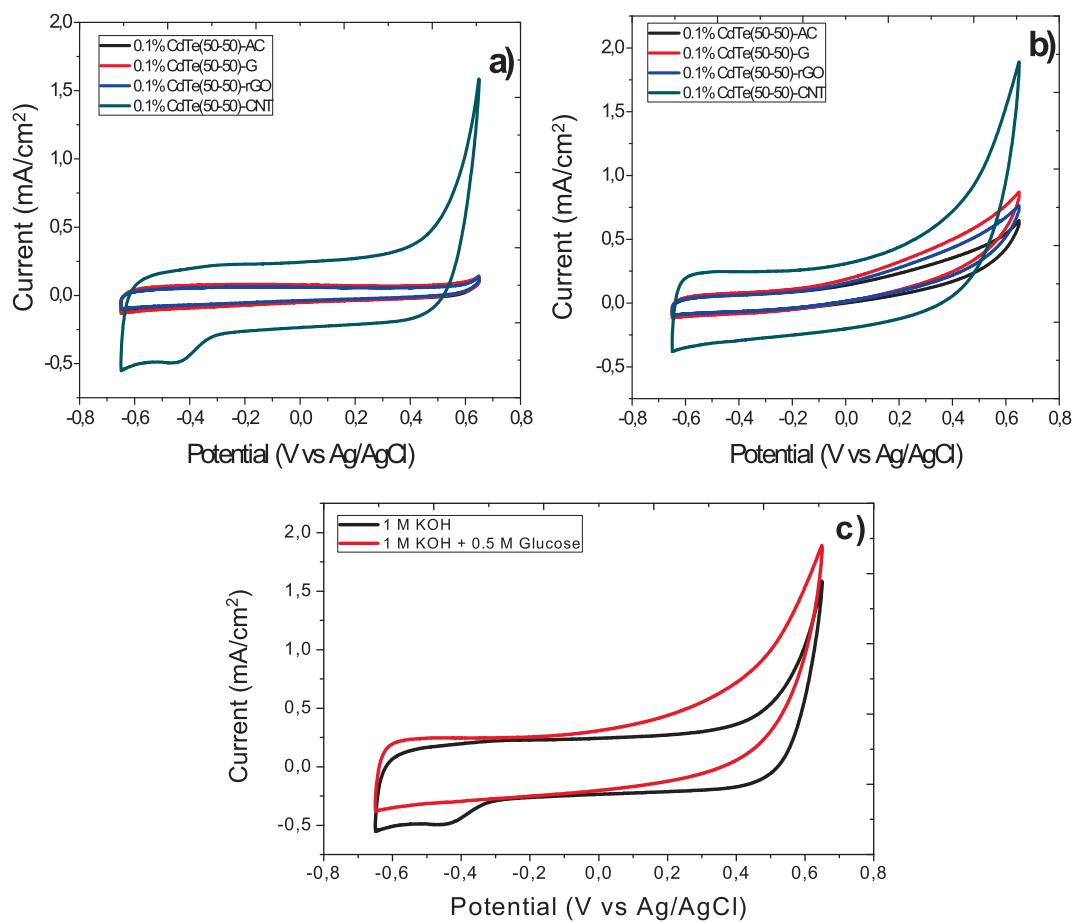 2,0
1,5
1,0
0,5
0,0
-0,5
Current (mA/cm²)
0.1% CdTe(50-50)-AC
0.1% CdTe(50-50)-G
0.1% CdTe(50-50)-rGO
0.1% CdTe(50-50)-CNT
a)
-0,8 -0,6 -0,4 -0,2 0,0 0,2 0,4 0,6 0,8
Potential (V vs Ag/AgCl)
2,0
1,5
1,0
0,5
0,0
-0,5
Current (mA/cm²)
0.1% CdTe(50-50)-AC
0.1% CdTe(50-50)-G
0.1% CdTe(50-50)-rGO
0.1% CdTe(50-50)-CNT
b)
-0,8 -0,6 -0,4 -0,2 0,0 0,2 0,4 0,6 0,8
Potential (V vs Ag/AgCl)
2,0
1,5
1,0
0,5
0,0
-0,5
Current (mA/cm²)
1 M KOH
1 M KOH + 0.5 M Glucose
c)
-0,8 -0,6 -0,4 -0,2 0,0 0,2 0,4 0,6 0,8
Potential (V vs Ag/AgCl)